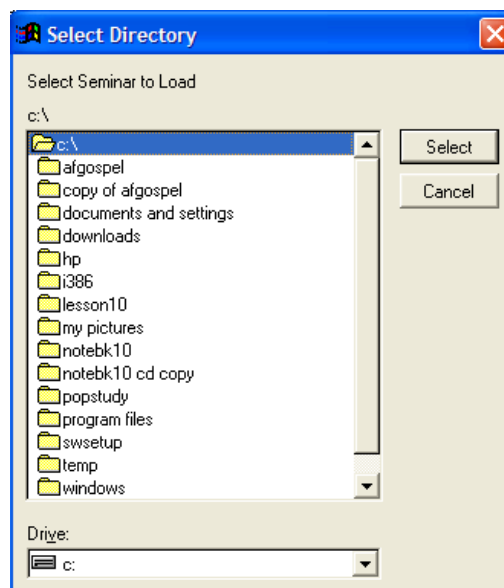 Select Directory
Select Seminar to Load
c:\
c:\
Select
afgospel
copy of afgospel
Cancel
documents and settings
downloads
hp
i386
lesson10
my pictures
notebk10
notebk10 cd copy
popstudy
program files
swsetup
temp
windows
Drive:
c: